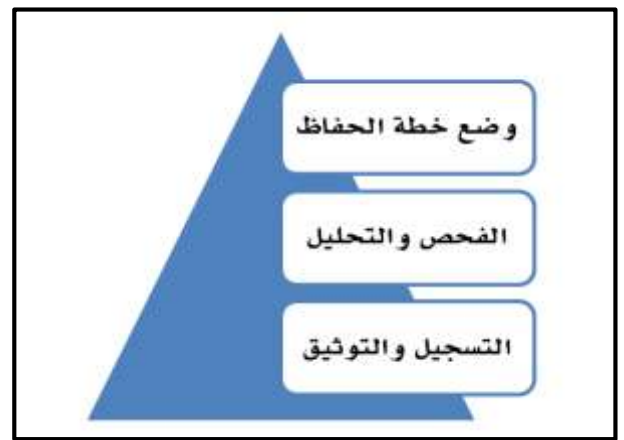 وضع خطة الحفاظ
الفحص والتحليل
التسجيل والتوثيق